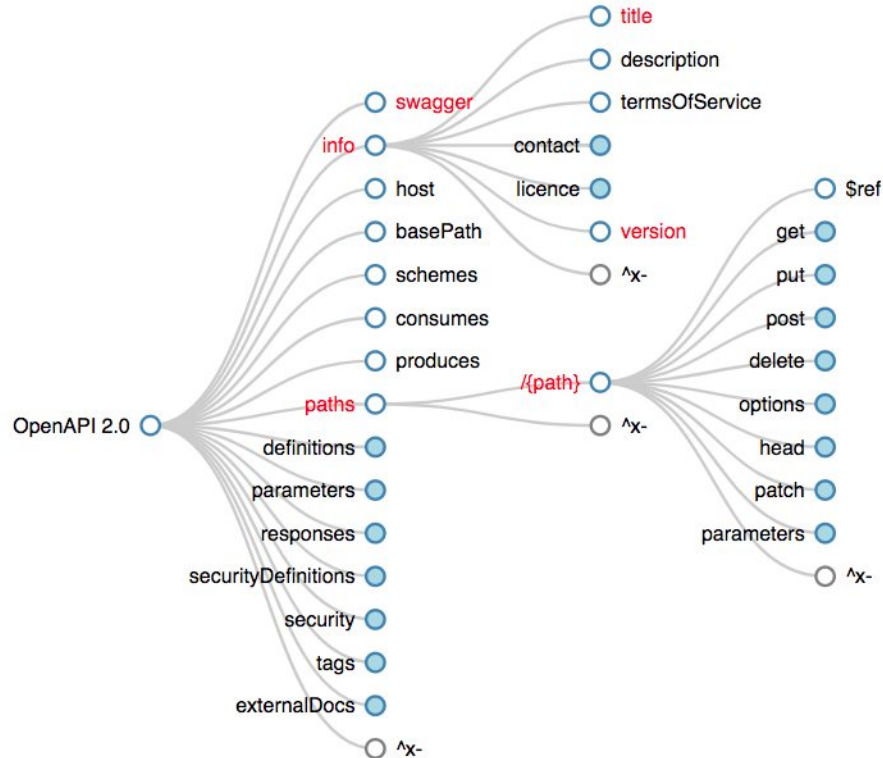 OpenAPI 2.0
swagger
info
title
description
termsOfService
contact
licence
version
^x-
host
basePath
schemes
consumes
produces
paths
/{path}
$ref
get
put
post
delete
options
head
patch
parameters
^x-
^x-
definitions
parameters
responses
securityDefinitions
security
tags
externalDocs
^x-